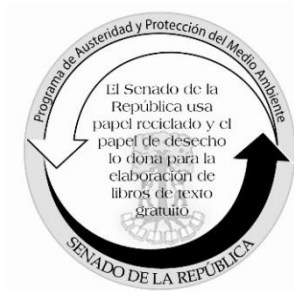 Programa de Austeridad y Protección del Medio Ambiente
El Senado de la
República usa
papel reciclado y el
papel de desecho
lo dona para la
elaboración de
libros de texto
gratuito
SENADO DE LA REPÚBLICA